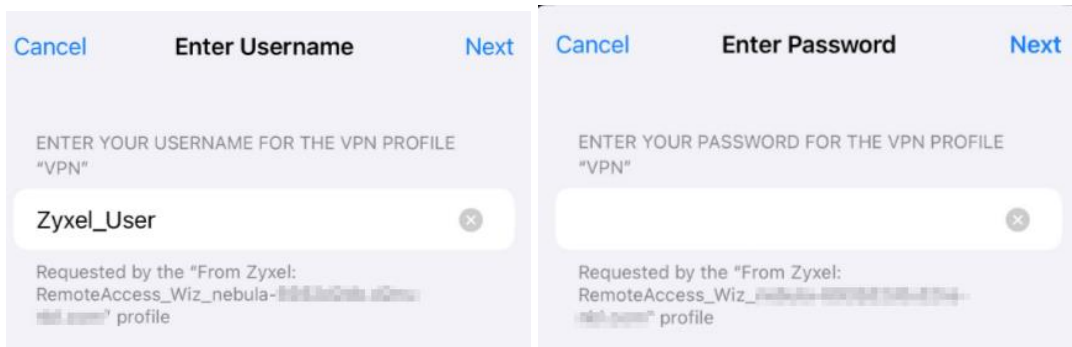 Cancel Enter Username Next
ENTER YOUR USERNAME FOR THE VPN PROFILE
"VPN"
Zyxel_User
Requested by the "From Zyxel:
RemoteAccess_Wiz_nebula-
" profile
Cancel Enter Password Next
ENTER YOUR PASSWORD FOR THE VPN PROFILE
"VPN"
Requested by the "From Zyxel:
RemoteAccess_Wiz_
" profile